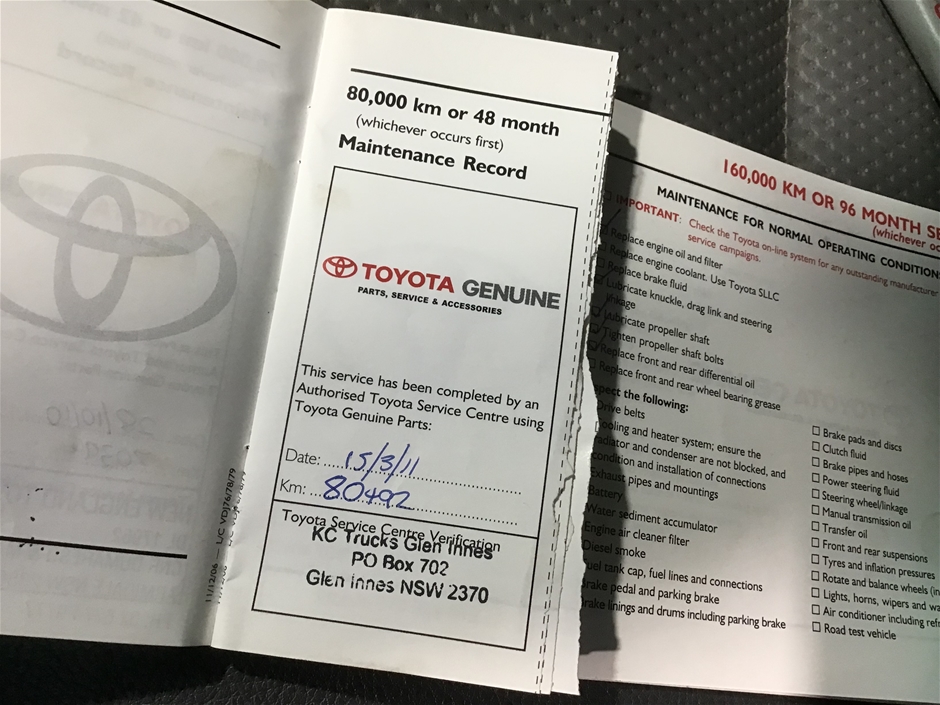 80,000 km or 48 month
(whichever occurs first)
Maintenance Record
TOYOTA GENUINE
PARTS, SERVICE & ACCESSORIES
This service has been completed by an
Authorised Toyota Service Centre using
Toyota Genuine Parts:
Date: 15/3/11
Km: 80492
Toyota Service Centre Verification
KC Trucks Glen Innes
PO Box 702
Glen Innes NSW 2370
11/12/06 — L/C VDJ76/78/79
160,000 KM OR 96 MONTH
(whichever
MAINTENANCE FOR NORMAL OPERATING
IMPORTANT: Check the Toyota on-line system for any outstanding manufacturer
service campaigns.
Replace engine oil and filter
Replace engine coolant. Use Toyota SLLC
Replace brake fluid
Lubricate knuckle, drag link and steering
linkage
Lubricate propeller shaft
Tighten propeller shaft bolts
Replace front and rear differential oil
Replace front and rear wheel bearing grease
the following:
belts
and heater system; ensure the
and condenser are not blocked, and
and installation of connections
Exhaust pipes and mountings
Battery
Water sediment accumulator
Engine air cleaner filter
Diesel smoke
tank cap, fuel lines and connections
pedal and parking brake
linings and drums including parking brake
Brake pads and discs
Clutch fluid
Brake pipes and hoses
Power steering fluid
Steering wheel/linkage
Manual transmission oil
Transfer oil
Front and rear suspensions
Tyres and inflation pressures
Rotate and balance wheels
Lights, horns, wipers and
Air conditioner including
Road test vehicle